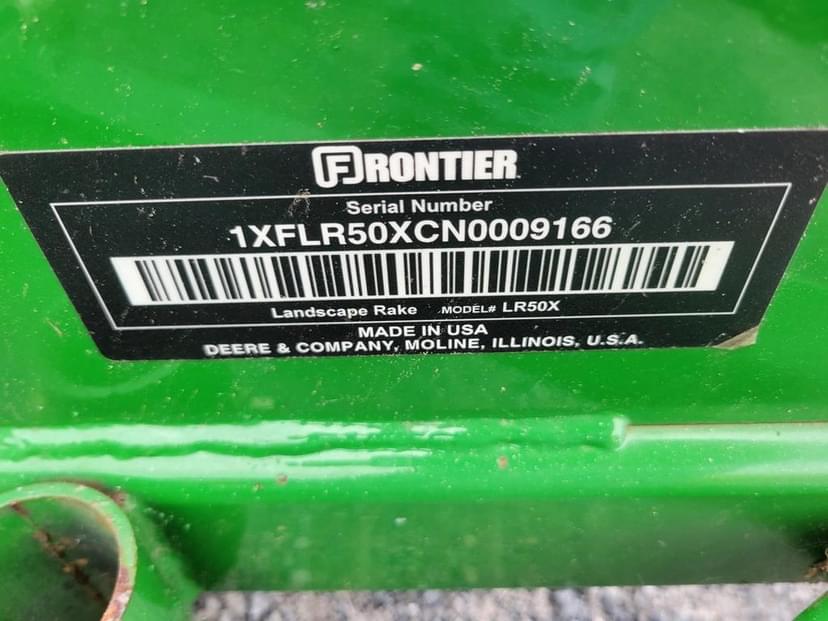 FRONTIER
Serial Number
1XFLR50XCN0009166
Landscape Rake MODEL# LR50X
MADE IN USA
DEERE & COMPANY, MOLINE, ILLINOIS, U.S.A.